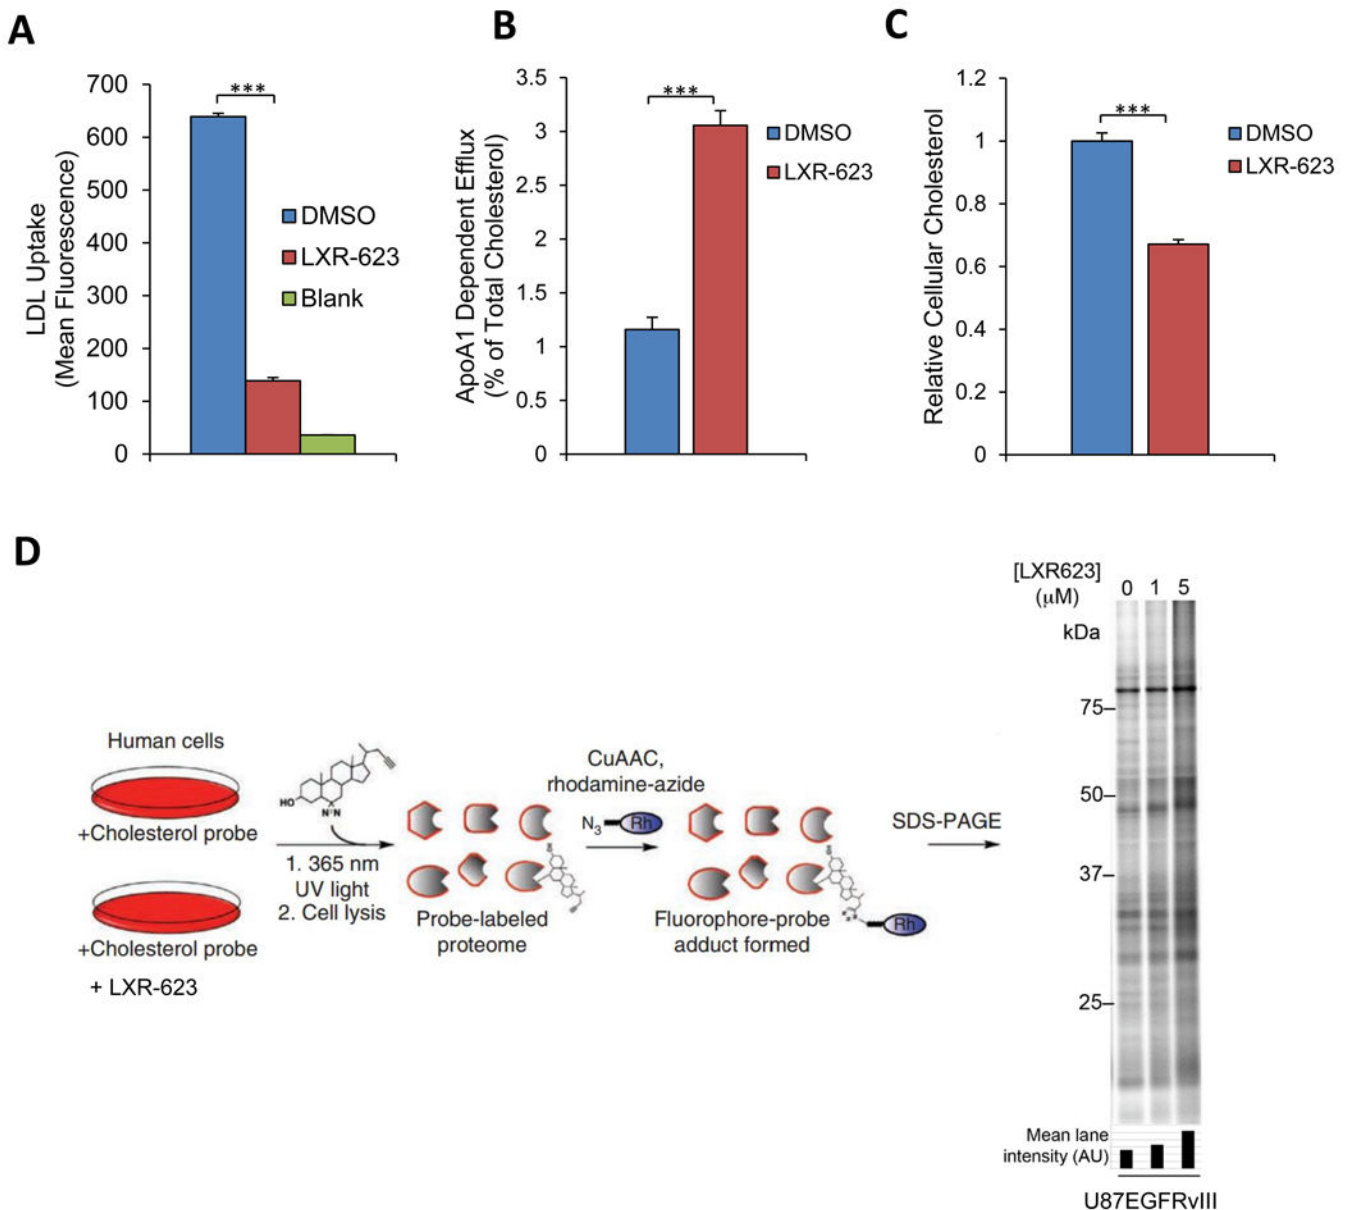 A
700
600
500
400
300
200
100
0
LDL Uptake
(Mean Fluorescence)
***
DMSO
LXR-623
Blank
B
3.5
3
2.5
2
1.5
1
0.5
0
ApoA1 Dependent Efflux
(% of Total Cholesterol)
***
DMSO
LXR-623
C
1.2
1
0.8
0.6
0.4
0.2
0
Relative Cellular Cholesterol
***
DMSO
LXR-623
D
Human cells
+Cholesterol probe
+Cholesterol probe
+ LXR-623
HO
N=N
1. 365 nm
UV light
2. Cell lysis
Probe-labeled
proteome
CuAAC,
rhodamine-azide
N3 Rh
Fluorophore-probe
adduct formed
Rh
SDS-PAGE
[LXR623]
(μM)
0 1 5
kDa
75
50
37
25
Mean lane
intensity (AU)
U87EGFRvIII